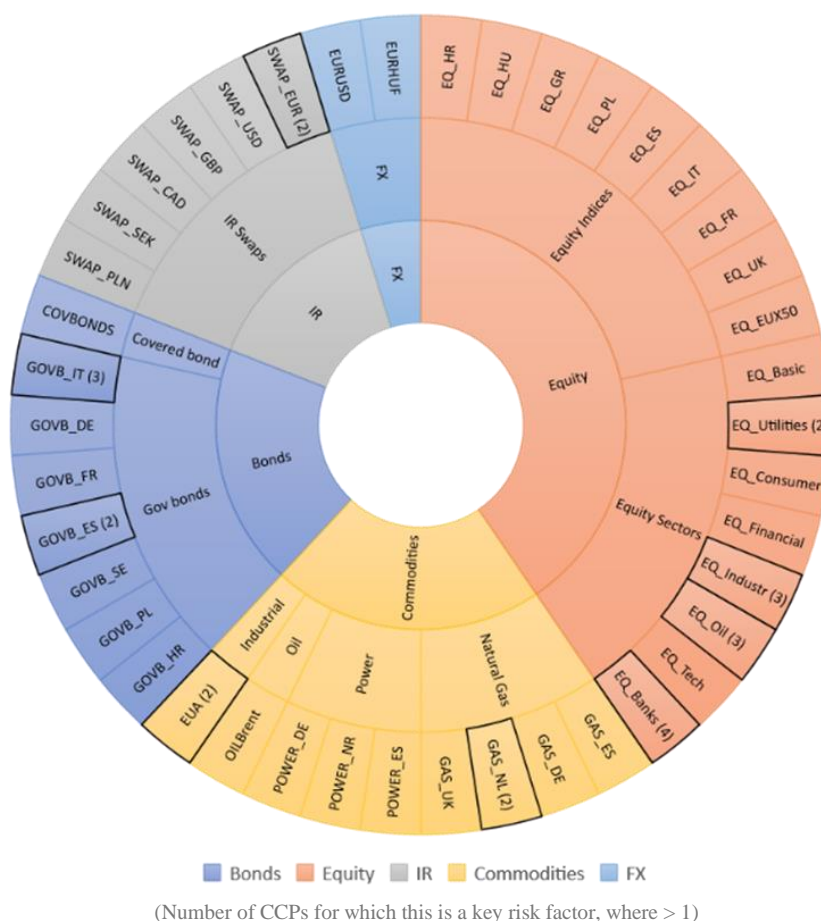 EQ_HR
EQ_HU
EQ_GR
EQ_PL
EQ_ES
EQ_IT
EQ_FR
EQ_UK
EQ_EUX50
EQ_Basic
EQ_Utilities (2
EQ_Consumer
EQ_Financial
EQ_Industr (3)
EQ_Oil (3)
EQ_Tech
EQ_Banks (4)
GAS_ES
GAS_DE
GAS_NL (2)
GAS_UK
POWER_ES
POWER_NR
POWER_DE
OILBrent
EUA (2)
GOVB_HR
GOVB_PL
GOVB_SE
GOVB_ES (2)
GOVB_FR
GOVB_DE
GOVB_IT (3)
COVBONDS
SWAP_PLN
SWAP_SEK
SWAP_CAD
SWAP_GBP
SWAP_USD
SWAP_EUR (2)
EURUSD
EURHUF
Equity Indices
Equity Sectors
Natural Gas
Power
Oil
Industrial
Gov bonds
Covered bond
IR Swaps
FX
Equity
Commodities
Bonds
IR
FX
Bonds Equity IR Commodities FX
(Number of CCPs for which this is a key risk factor, where > 1)